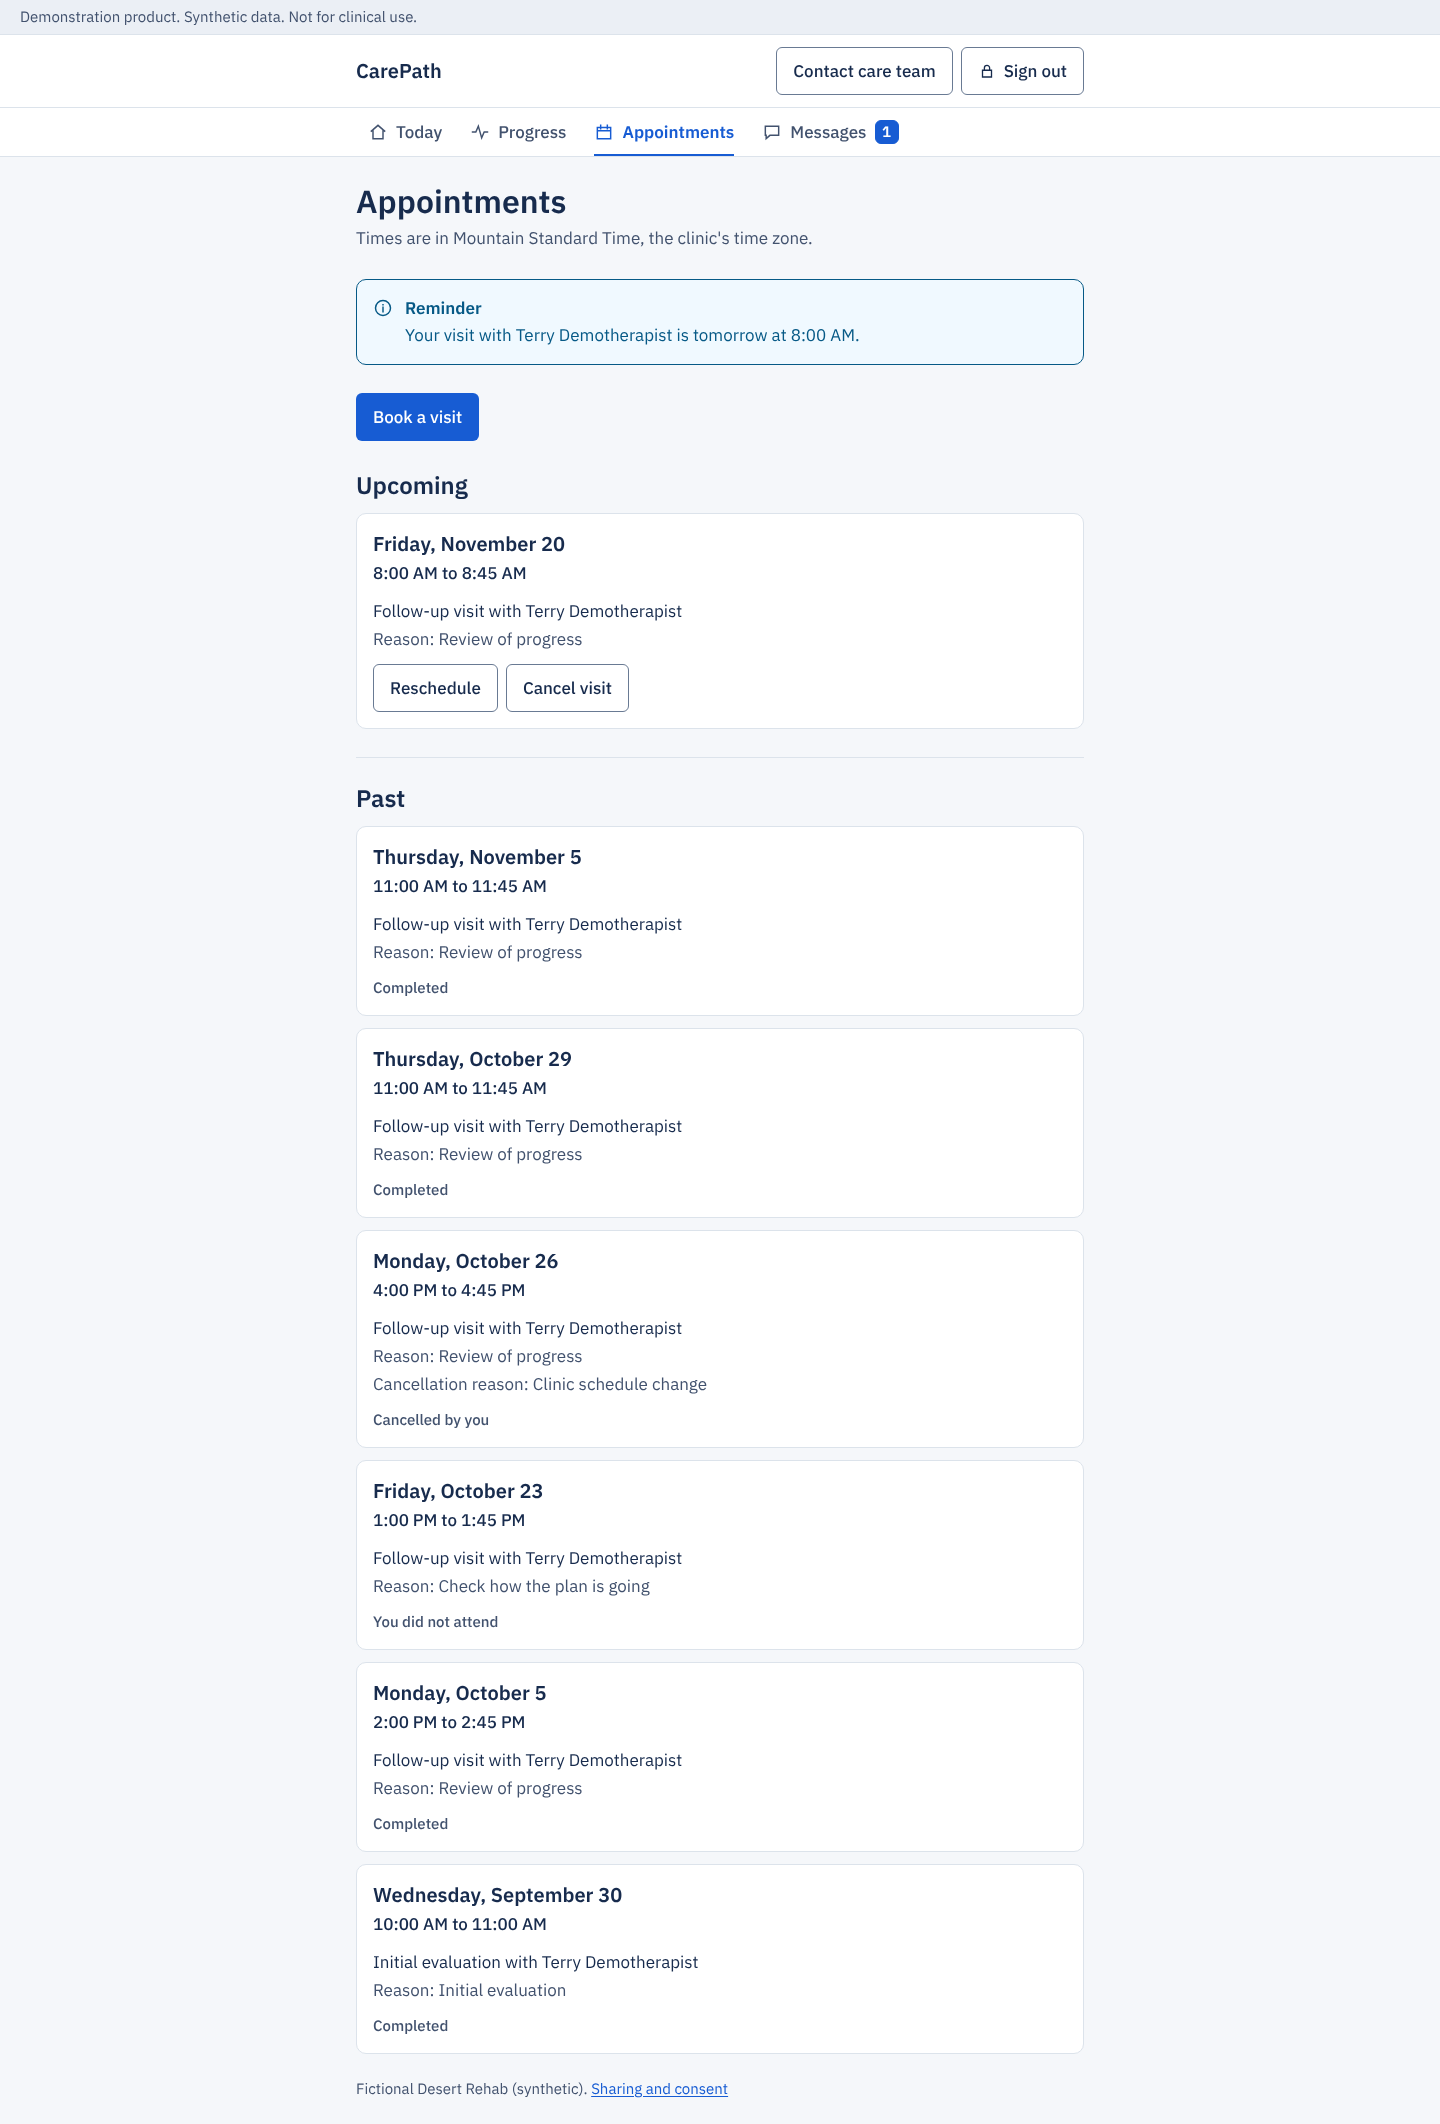 Demonstration product. Synthetic data. Not for clinical use.
CarePath
Contact care team
Sign out
Today
Progress
Appointments
Messages
1
Appointments
Times are in Mountain Standard Time, the clinic's time zone.
Reminder
Your visit with Terry Demotherapist is tomorrow at 8:00 AM.
Book a visit
Upcoming
Friday, November 20
8:00 AM to 8:45 AM
Follow-up visit with Terry Demotherapist
Reason: Review of progress
Reschedule
Cancel visit
Past
Thursday, November 5
11:00 AM to 11:45 AM
Follow-up visit with Terry Demotherapist
Reason: Review of progress
Completed
Thursday, October 29
11:00 AM to 11:45 AM
Follow-up visit with Terry Demotherapist
Reason: Review of progress
Completed
Monday, October 26
4:00 PM to 4:45 PM
Follow-up visit with Terry Demotherapist
Reason: Review of progress
Cancellation reason: Clinic schedule change
Cancelled by you
Friday, October 23
1:00 PM to 1:45 PM
Follow-up visit with Terry Demotherapist
Reason: Check how the plan is going
You did not attend
Monday, October 5
2:00 PM to 2:45 PM
Follow-up visit with Terry Demotherapist
Reason: Review of progress
Completed
Wednesday, September 30
10:00 AM to 11:00 AM
Initial evaluation with Terry Demotherapist
Reason: Initial evaluation
Completed
Fictional Desert Rehab (synthetic). Sharing and consent